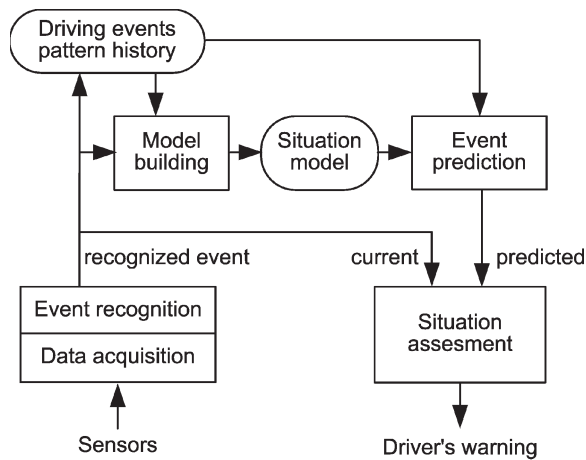 Driving events
pattern history
Model
building
Situation
model
Event
prediction
recognized event
current
predicted
Event recognition
Data acquisition
Situation
assesment
Sensors
Driver's warning